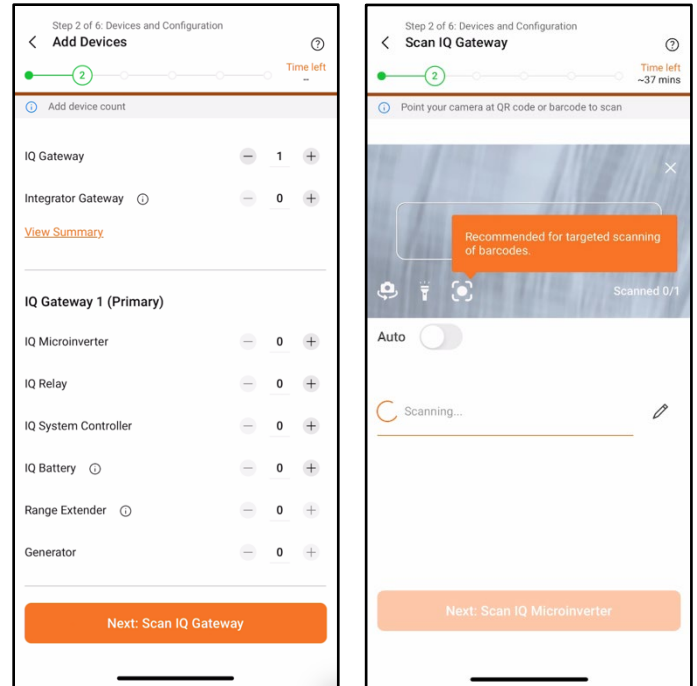 Step 2 of 6: Devices and Configuration
Add Devices
2
Time left
--
Add device count
IQ Gateway 1
Integrator Gateway 0
View Summary
IQ Gateway 1 (Primary)
IQ Microinverter 0
IQ Relay 0
IQ System Controller 0
IQ Battery 0
Range Extender 0
Generator 0
Next: Scan IQ Gateway
Step 2 of 6: Devices and Configuration
Scan IQ Gateway
2
Time left
~37 mins
Point your camera at QR code or barcode to scan
Recommended for targeted scanning
of barcodes.
Scanned 0/1
Auto
Scanning...
Next: Scan IQ Microinverter